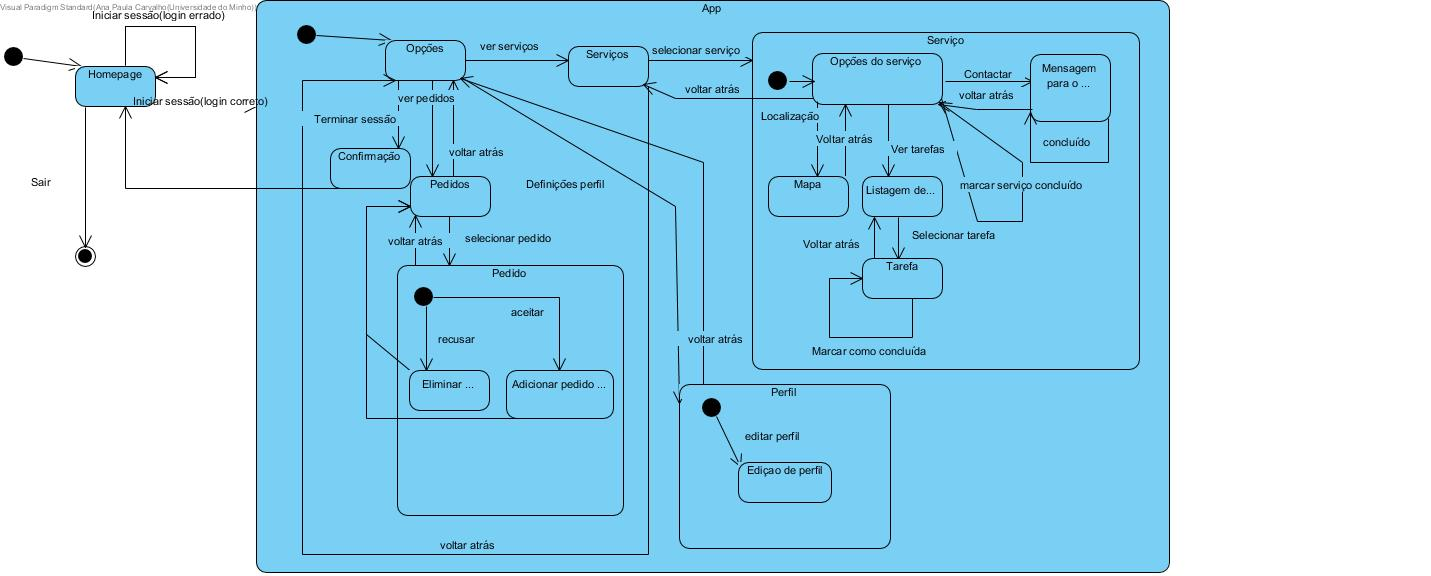 Visual Paradigm Standard(Ana Paula Carvalho(Universidade do Minho))
Iniciar sessão(login errado)
Homepage
Iniciar sessão(login correto)
Sair
App
Opções
ver serviços
Serviços
selecionar serviço
voltar atrás
ver pedidos
Terminar sessão
Confirmação
voltar atrás
Pedidos
Definições perfil
voltar atrás
selecionar pedido
Pedido
aceitar
recusar
Eliminar ...
Adicionar pedido ...
voltar atrás
voltar atrás
Serviço
Opções do serviço
Contactar
voltar atrás
Mensagem
para o ...
concluído
Localização
Voltar atrás
Ver tarefas
Mapa
Listagem de...
marcar serviço concluído
Voltar atrás
Selecionar tarefa
Tarefa
Marcar como concluída
Perfil
editar perfil
Ediçao de perfil